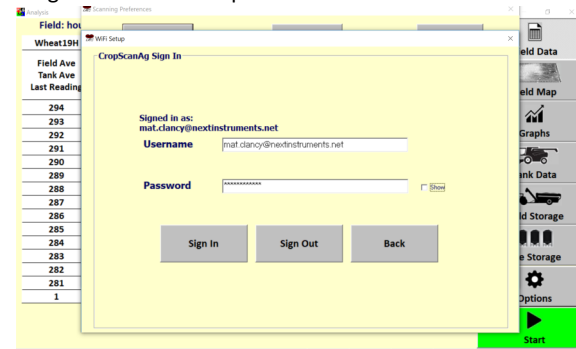 Analysis
Scanning Preferences
Field: hou
Wheat19H
Field Ave
Tank Ave
Last Reading
294
293
292
291
290
289
288
287
286
285
284
283
282
281
1
WiFi Setup
CropScanAg Sign In
Signed in as:
mat.clancy@nextinstruments.net
Username
mat.clancy@nextinstruments.net
Password
************
Show
Sign In
Sign Out
Back
eld Data
eld Map
Graphs
ank Data
ld Storage
e Storage
Options
Start